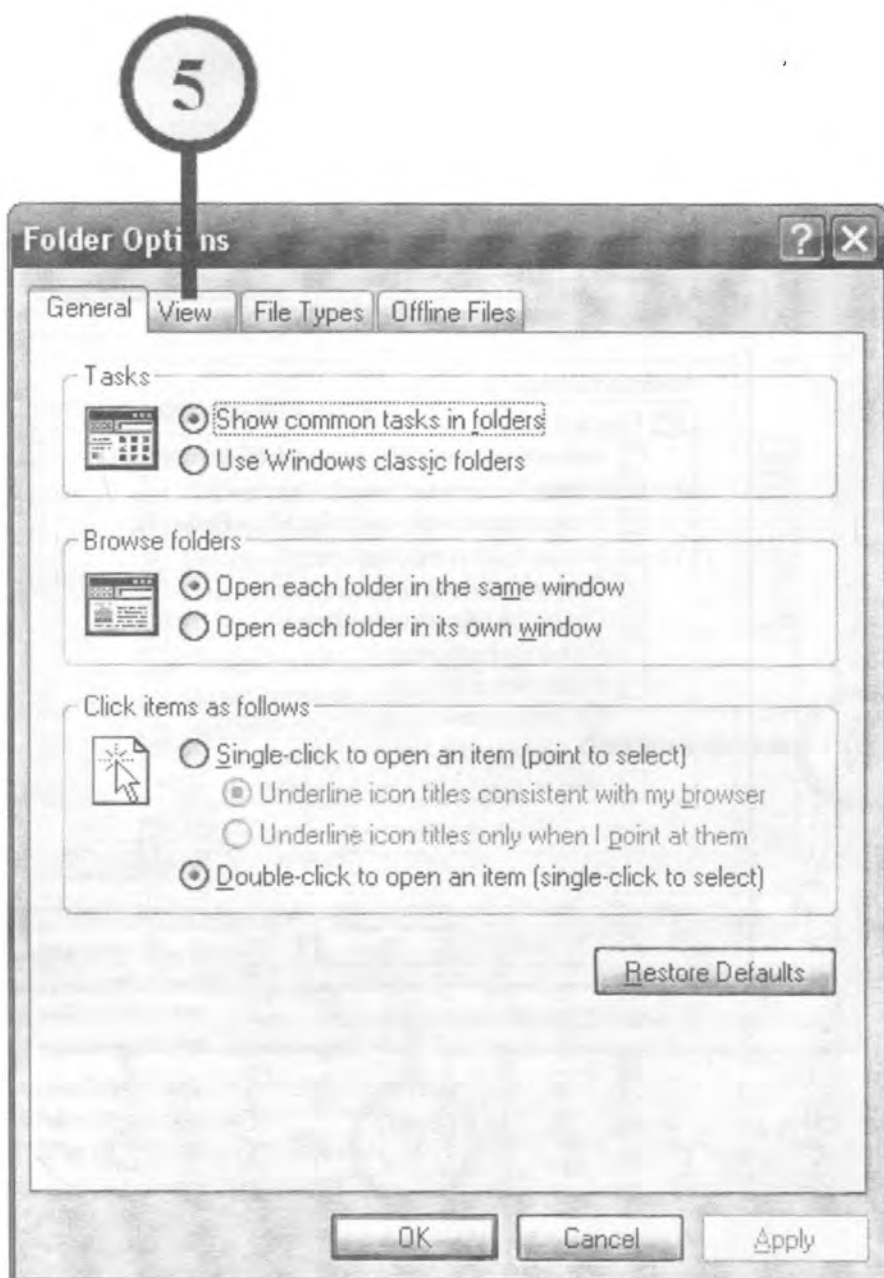 5
Folder Opti ns
General View File Types Offline Files
Tasks
Show common tasks in folders
Use Windows classic folders
Browse folders
Open each folder in the same window
Open each folder in its own window
Click items as follows
Single-click to open an item (point to select)
Underline icon titles consistent with my browser
Underline icon titles only when I point at them
Double-click to open an item (single-click to select)
Restore Defaults
OK Cancel Apply